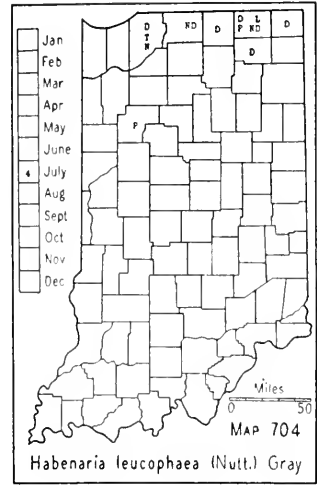 Jan
Feb
Mar
Apr
May
June
4 July
Aug
Sept
Oct
Nov
Dec
D T N
ND
D
D P
L ND
D
D
P
Miles
0 50
MAP 704
Habenaria leucophaea (Nutt.) Gray